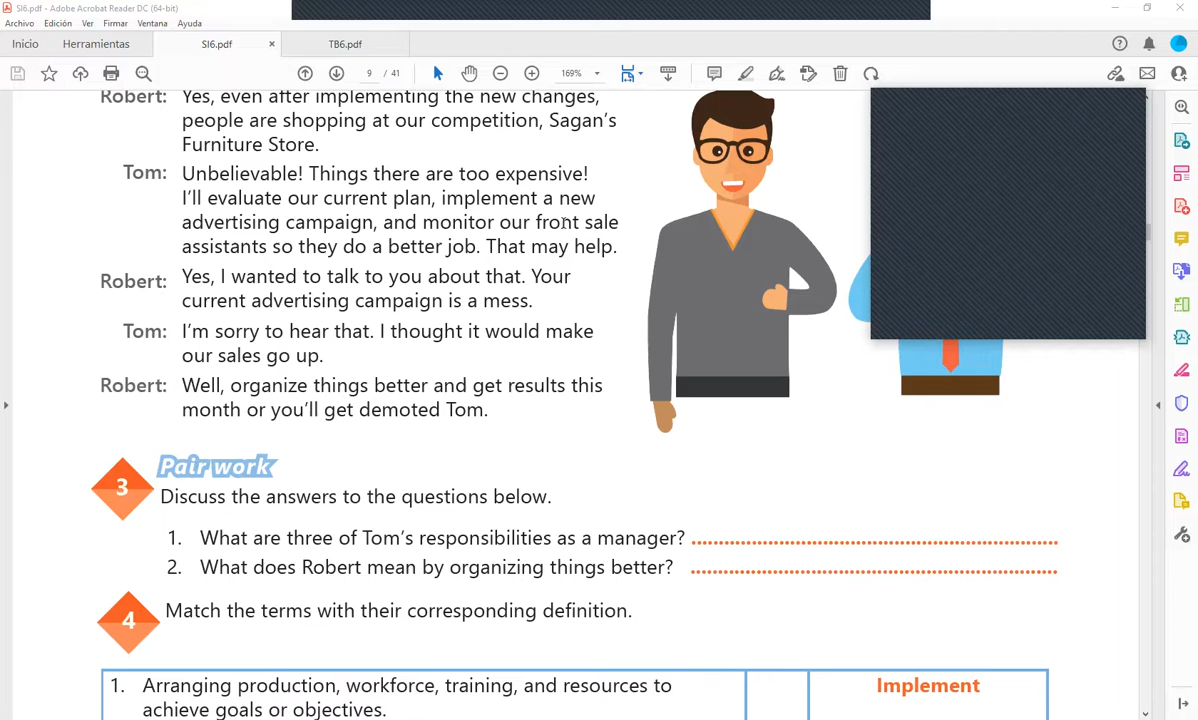 SI6.pdf - Adobe Acrobat Reader DC (64-bit)
Archivo Edición Ver Firmar Ventana Ayuda
Inicio Herramientas SI6.pdf × TB6.pdf
9 / 41 169%
Robert: Yes, even after implementing the new changes,
people are shopping at our competition, Sagan's
Furniture Store.
Tom: Unbelievable! Things there are too expensive!
I'll evaluate our current plan, implement a new
advertising campaign, and monitor our front sale
assistants so they do a better job. That may help.
Robert: Yes, I wanted to talk to you about that. Your
current advertising campaign is a mess.
Tom: I'm sorry to hear that. I thought it would make
our sales go up.
Robert: Well, organize things better and get results this
month or you'll get demoted Tom.
Pair work
3 Discuss the answers to the questions below.
1. What are three of Tom's responsibilities as a manager?
2. What does Robert mean by organizing things better?
4 Match the terms with their corresponding definition.
1. Arranging production, workforce, training, and resources to Implement
achieve goals or objectives.